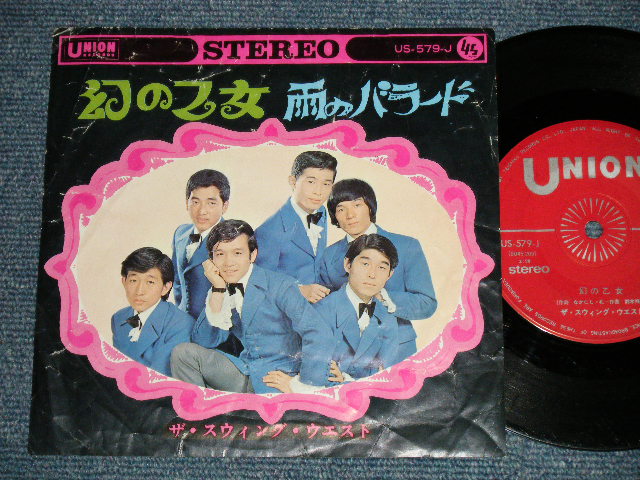 UNION
RECORDS
STEREO
US-579-J
45
幻の乙女 雨のバラード
ザ・スウィング・ウエスト
UNION
US-579-J
stereo
幻の乙女
ザ・スウィング・ウエスト